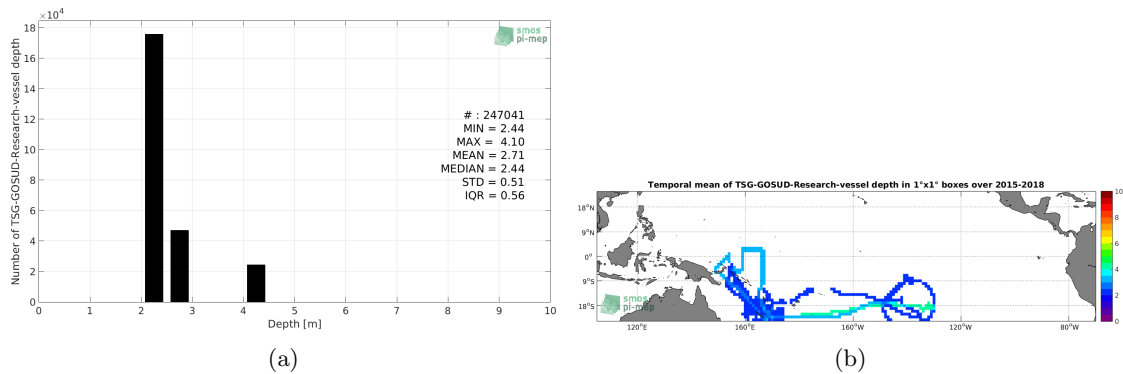 ×10⁴
18
16
14
12
10
8
6
4
2
0
Number of TSG-GOSUD-Research-vessel depth
0 1 2 3 4 5 6 7 8 9 10
Depth [m]
smos
pi-mep
# : 247041
MIN = 2.44
MAX = 4.10
MEAN = 2.71
MEDIAN = 2.44
STD = 0.51
IQR = 0.56
(a)
Temporal mean of TSG-GOSUD-Research-vessel depth in 1°x1° boxes over 2015-2018
18°N
9°N
0°
9°S
18°S
120°E 160°E 160°W 120°W 80°W
smos
pi-mep
10
8
6
4
2
0
(b)